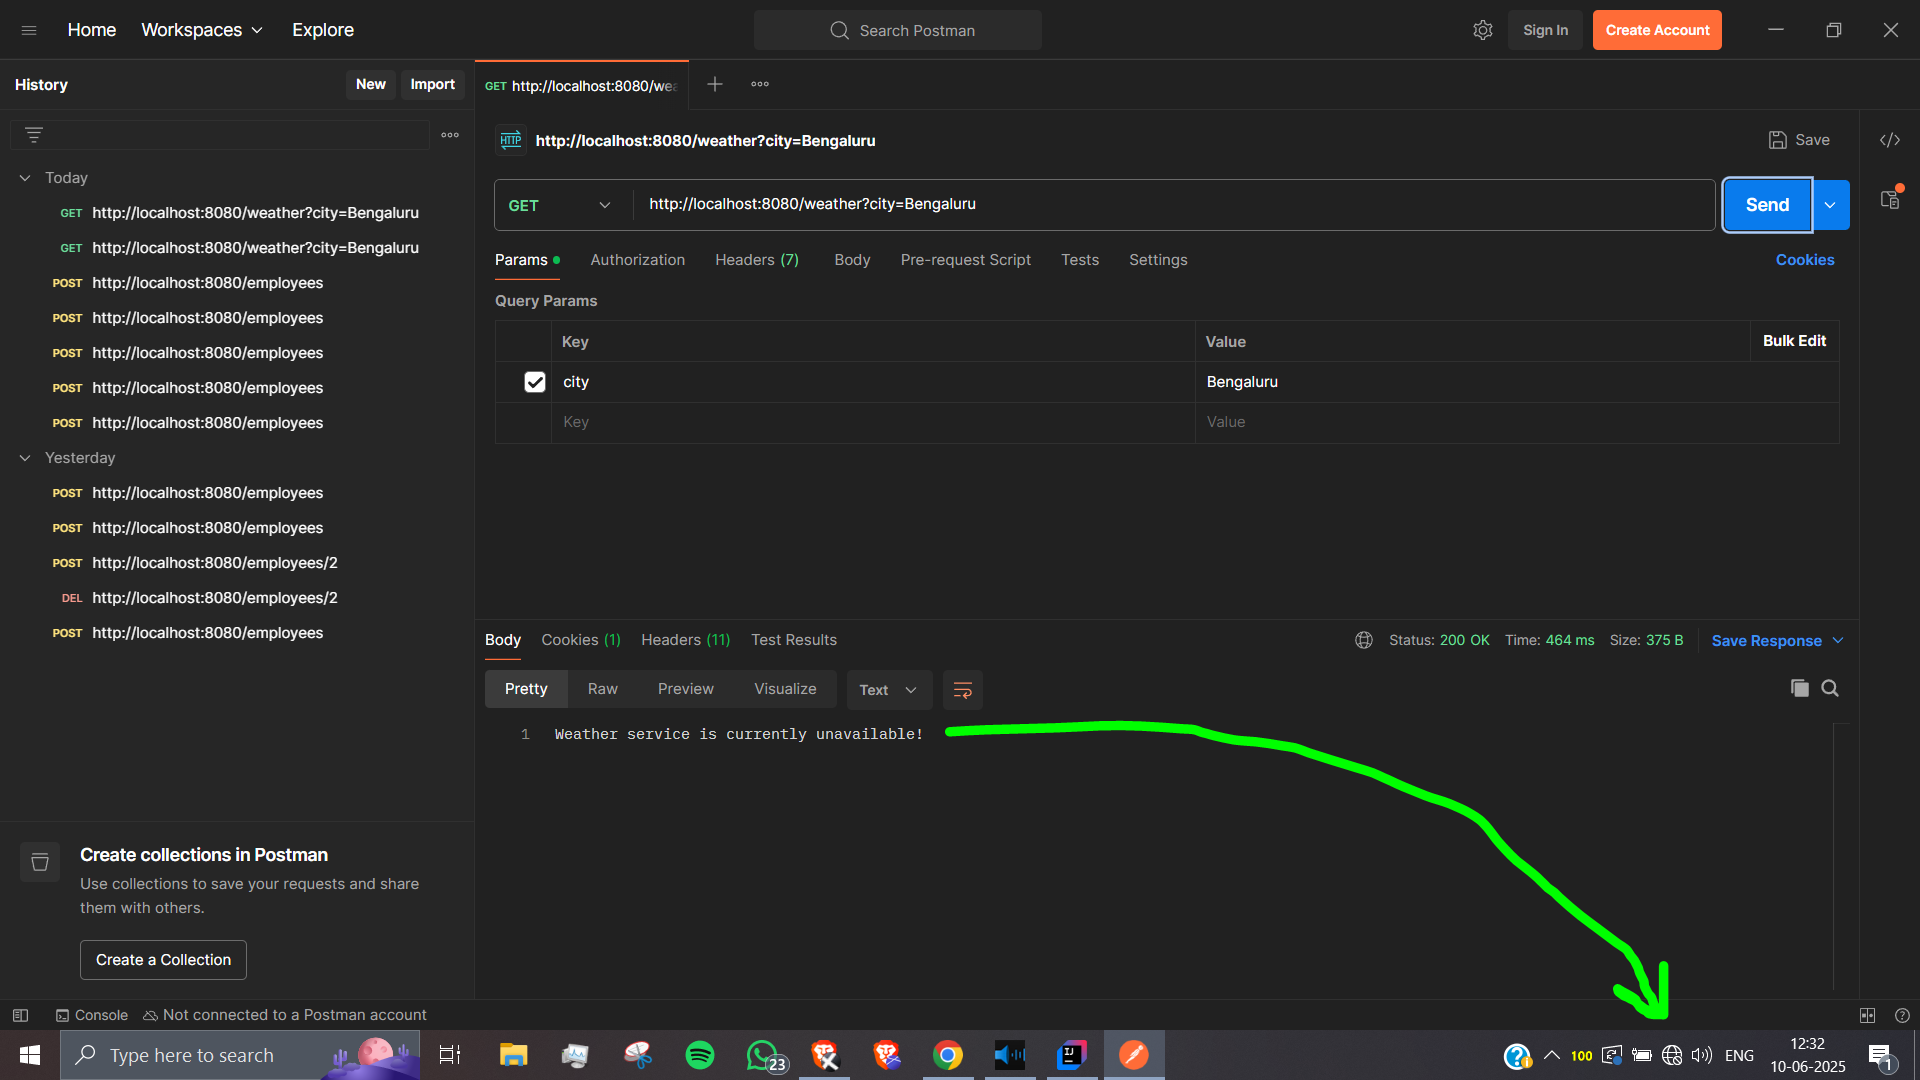 Home Workspaces Explore
Search Postman
Sign In Create Account
History New Import
GET http://localhost:8080/wea
HTTP http://localhost:8080/weather?city=Bengaluru Save
Today
GET http://localhost:8080/weather?city=Bengaluru
GET http://localhost:8080/weather?city=Bengaluru
POST http://localhost:8080/employees
POST http://localhost:8080/employees
POST http://localhost:8080/employees
POST http://localhost:8080/employees
POST http://localhost:8080/employees
Yesterday
POST http://localhost:8080/employees
POST http://localhost:8080/employees
POST http://localhost:8080/employees/2
DEL http://localhost:8080/employees/2
POST http://localhost:8080/employees
Create collections in Postman
Use collections to save your requests and share
them with others.
Create a Collection
GET http://localhost:8080/weather?city=Bengaluru Send
Params Authorization Headers (7) Body Pre-request Script Tests Settings Cookies
Query Params
Key Value Bulk Edit
city Bengaluru
Key Value
Body Cookies (1) Headers (11) Test Results Status: 200 OK Time: 464 ms Size: 375 B Save Response
Pretty Raw Preview Visualize Text
1 Weather service is currently unavailable!
Console Not connected to a Postman account
Type here to search
23
IJ
100 ENG 12:32
10-06-2025
1